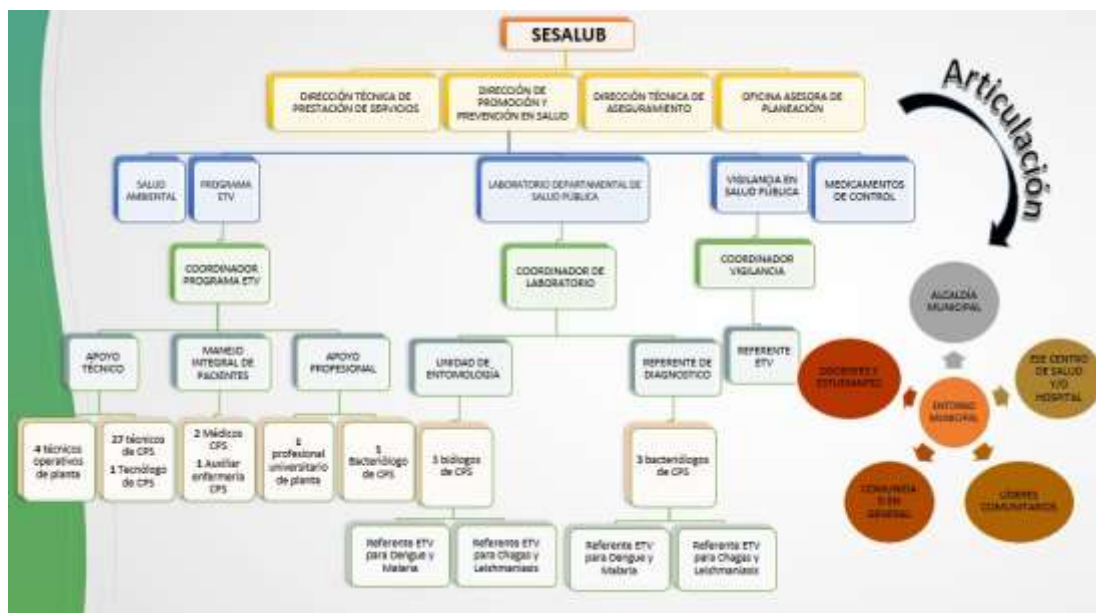 SESALUB
DIRECCIÓN TÉCNICA DE
PRESTACIÓN DE SERVICIOS
DIRECCIÓN DE
PROMOCIÓN Y
PREVENCIÓN EN SALUD
DIRECCIÓN TÉCNICA DE
ASEGURAMIENTO
OFICINA ASESORA DE
PLANEACIÓN
Articulación
SALUD
AMBIENTAL
PROGRAMA
ETV
LABORATORIO DEPARTAMENTAL DE
SALUD PÚBLICA
VIGILANCIA EN
SALUD PÚBLICA
MEDICAMENTOS
DE CONTROL
COORDINADOR
PROGRAMA ETV
COORDINADOR DE
LABORATORIO
COORDINADOR
VIGILANCIA
APOYO
TÉCNICO
MANEJO
INTEGRAL DE
PACIENTES
APOYO
PROFESIONAL
UNIDAD DE
ENTOMOLOGÍA
REFERENTE DE
DIAGNOSTICO
REFERENTE
ETV
4 técnicos
operativos
de planta
27 técnicos
de CPS
1 Tecnólogo
de CPS
2 Médicos
CPS
1 Auxiliar
enfermería
CPS
1
profesional
universitario
de planta
1
Bacteriólogo
de CPS
3 biólogos
de CPS
3 bacteriólogos
de CPS
Referente ETV
para Dengue y
Malaria
Referente ETV
para Chagas y
Leishmaniasis
Referente ETV
para Dengue y
Malaria
Referente ETV
para Chagas y
Leishmaniasis
ALCALDÍA
MUNICIPAL
DOCENTES Y
ESTUDIANTES
ESE CENTRO
DE SALUD
Y/O
HOSPITAL
ENTORNO
MUNICIPAL
COMUNIDA
D EN
GENERAL
LÍDERES
COMUNITARIOS